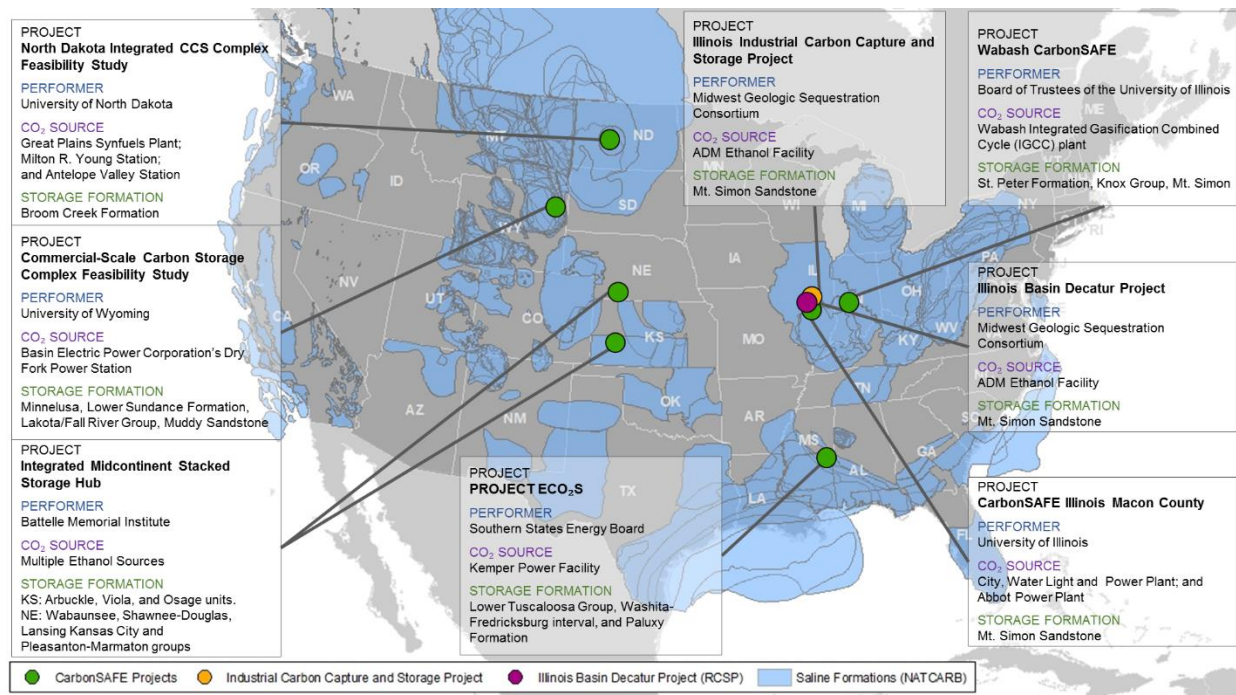 PROJECT
North Dakota Integrated CCS Complex
Feasibility Study
PERFORMER
University of North Dakota
CO₂ SOURCE
Great Plains Synfuels Plant;
Milton R. Young Station;
and Antelope Valley Station
STORAGE FORMATION
Broom Creek Formation
PROJECT
Commercial-Scale Carbon Storage
Complex Feasibility Study
PERFORMER
University of Wyoming
CO₂ SOURCE
Basin Electric Power Corporation's Dry
Fork Power Station
STORAGE FORMATION
Minnelusa, Lower Sundance Formation,
Lakota/Fall River Group, Muddy Sandstone
PROJECT
Integrated Midcontinent Stacked
Storage Hub
PERFORMER
Battelle Memorial Institute
CO₂ SOURCE
Multiple Ethanol Sources
STORAGE FORMATION
KS: Arbuckle, Viola, and Osage units.
NE: Wabaunsee, Shawnee-Douglas,
Lansing Kansas City and
Pleasanton-Marmaton groups
PROJECT
PROJECT ECO₂S
PERFORMER
Southern States Energy Board
CO₂ SOURCE
Kemper Power Facility
STORAGE FORMATION
Lower Tuscaloosa Group, Washita-
Fredricksburg interval, and Paluxy
Formation
PROJECT
Illinois Industrial Carbon Capture and
Storage Project
PERFORMER
Midwest Geologic Sequestration
Consortium
CO₂ SOURCE
ADM Ethanol Facility
STORAGE FORMATION
Mt. Simon Sandstone
PROJECT
Wabash CarbonSAFE
PERFORMER
Board of Trustees of the University of Illinois
CO₂ SOURCE
Wabash Integrated Gasification Combined
Cycle (IGCC) plant
STORAGE FORMATION
St. Peter Formation, Knox Group, Mt. Simon
PROJECT
Illinois Basin Decatur Project
PERFORMER
Midwest Geologic Sequestration
Consortium
CO₂ SOURCE
ADM Ethanol Facility
STORAGE FORMATION
Mt. Simon Sandstone
PROJECT
CarbonSAFE Illinois Macon County
PERFORMER
University of Illinois
CO₂ SOURCE
City, Water Light and Power Plant; and
Abbot Power Plant
STORAGE FORMATION
Mt. Simon Sandstone
WA
MT
ND
MN
OR
ID
SD
WI
MI
NY
ME
WY
RI
NV
NE
IA
IL
OH
PA
CA
UT
CO
KS
MO
KY
WV
AZ
NM
OK
AR
TN
SC
MS
AL
GA
TX
LA
FL
CarbonSAFE Projects
Industrial Carbon Capture and Storage Project
Illinois Basin Decatur Project (RCSP)
Saline Formations (NATCARB)